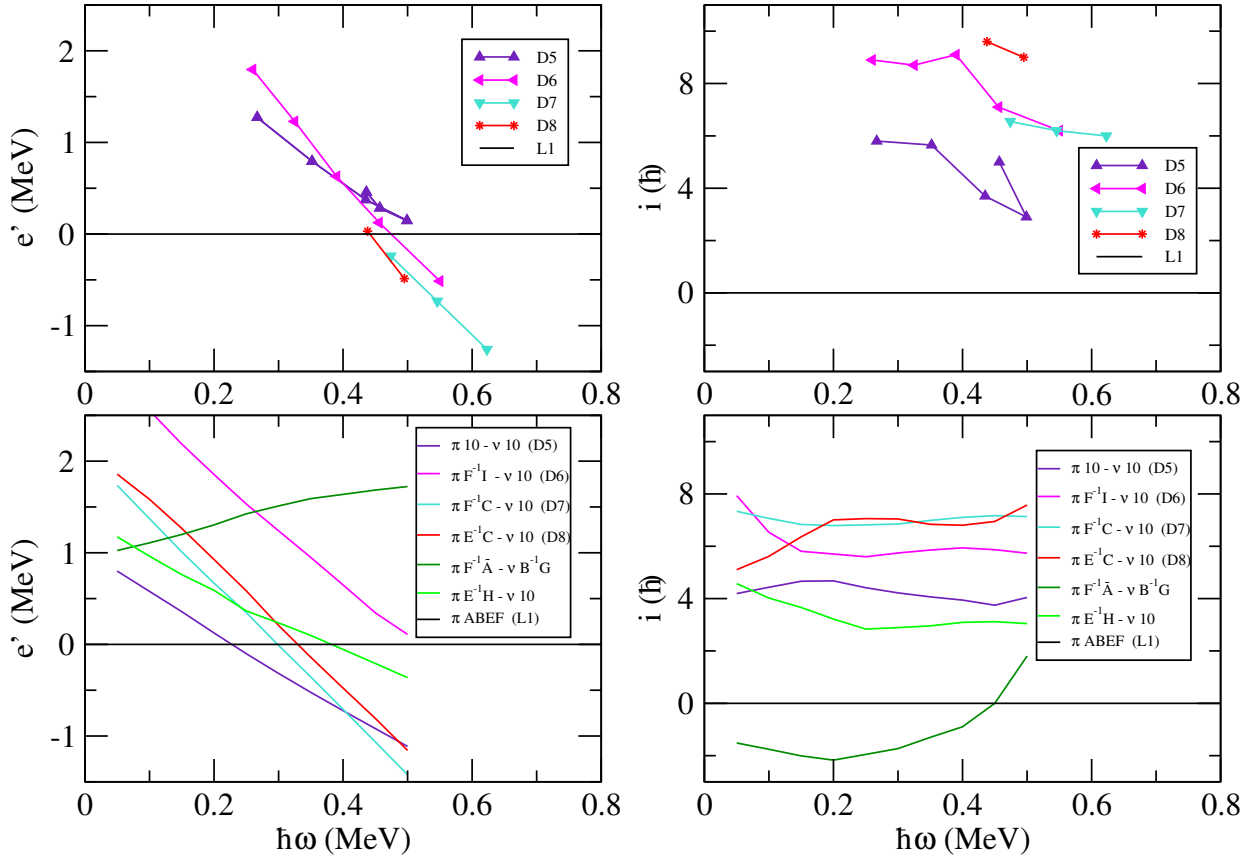 2
1
0
-1
e’ (MeV)
D5
D6
D7
D8
L1
0 0.2 0.4 0.6 0.8
8
4
0
i (ħ)
D5
D6
D7
D8
L1
0 0.2 0.4 0.6 0.8
2
1
0
-1
e’ (MeV)
π 10 - ν 10 (D5)
π F⁻¹I - ν 10 (D6)
π F⁻¹C - ν 10 (D7)
π E⁻¹C - ν 10 (D8)
π F⁻¹Ā - ν B⁻¹G
π E⁻¹H - ν 10
π ABEF (L1)
0 0.2 0.4 0.6 0.8
ħω (MeV)
8
4
0
i (ħ)
π 10 - ν 10 (D5)
π F⁻¹I - ν 10 (D6)
π F⁻¹C - ν 10 (D7)
π E⁻¹C - ν 10 (D8)
π F⁻¹Ā - ν B⁻¹G
π E⁻¹H - ν 10
π ABEF (L1)
0 0.2 0.4 0.6 0.8
ħω (MeV)